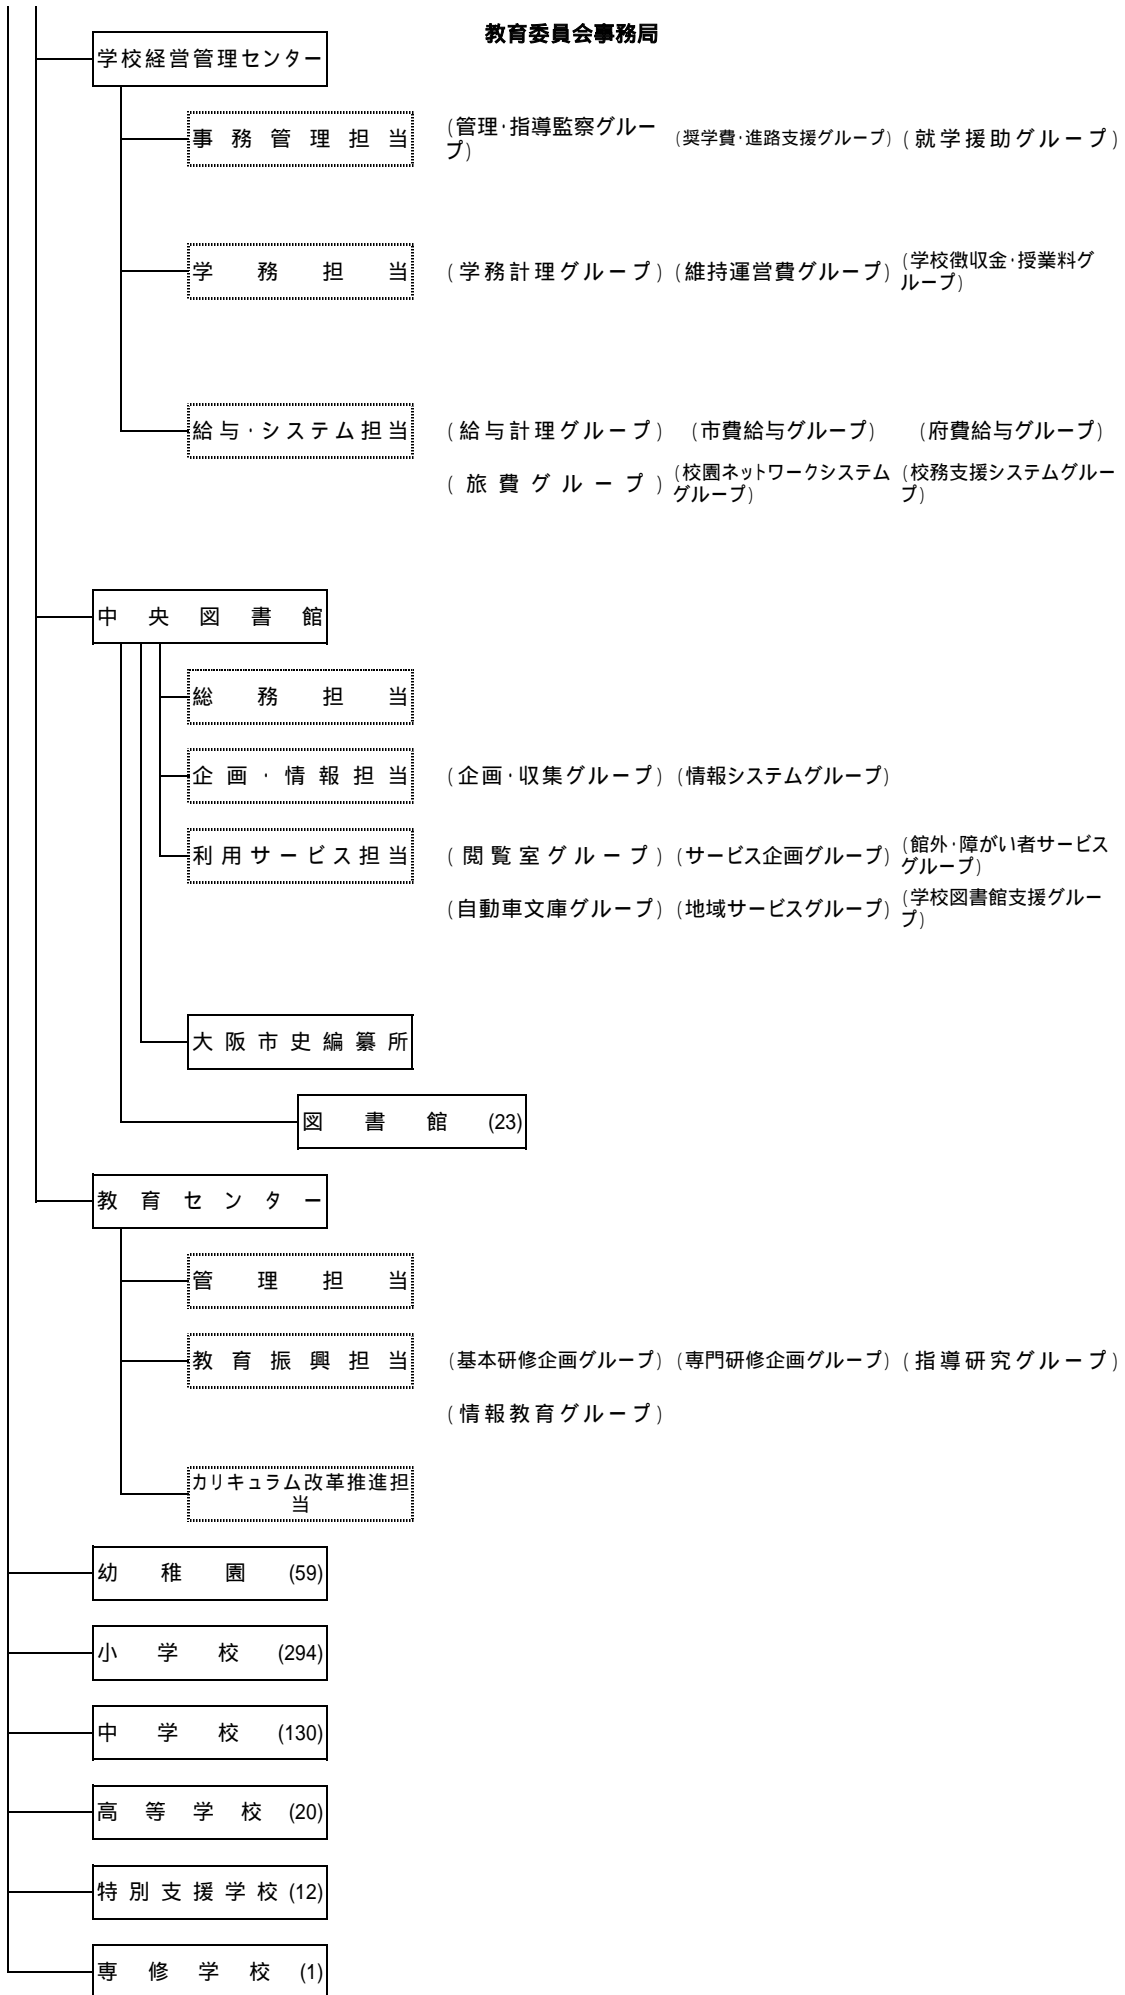 教育委員会事務局
学校経営管理センター
事務管理担当 (管理・指導監察グルー
プ) (奨学費・進路支援グループ) (就学援助グループ)
学務担当 (学務計理グループ) (維持運営費グループ) (学校徴収金・授業料グ
ループ)
給与・システム担当 (給与計理グループ) (市費給与グループ) (府費給与グループ)
(旅費グループ) (校園ネットワークシステム
グループ) (校務支援システムグルー
プ)
中央図書館
総務担当
企画・情報担当 (企画・収集グループ) (情報システムグループ)
利用サービス担当 (閲覧室グループ) (サービス企画グループ) (館外・障がい者サービス
グループ)
(自動車文庫グループ) (地域サービスグループ) (学校図書館支援グルー
プ)
大阪市史編纂所
図書館 (23)
教育センター
管理担当
教育振興担当 (基本研修企画グループ) (専門研修企画グループ) (指導研究グループ)
(情報教育グループ)
カリキュラム改革推進担
当
幼稚園 (59)
小学校 (294)
中学校 (130)
高等学校 (20)
特別支援学校 (12)
専修学校 (1)